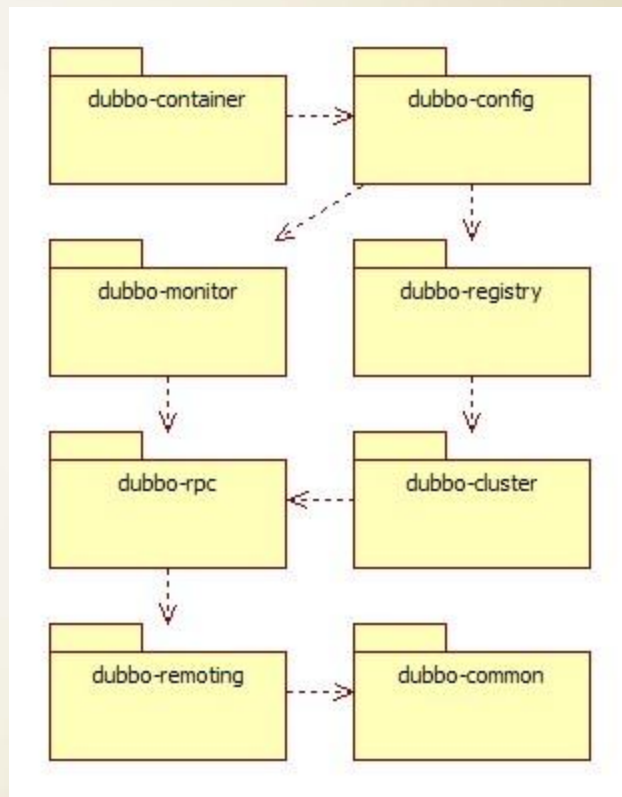 dubbo-container
dubbo-config
dubbo-monitor
dubbo-registry
dubbo-rpc
dubbo-cluster
dubbo-remoting
dubbo-common